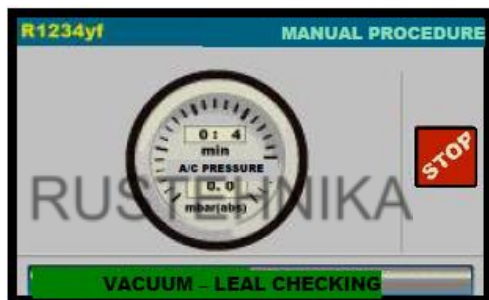 R1234yf
MANUAL PROCEDURE
0: 4
min
A/C PRESSURE
0.0
mbar(abs)
STOP
RUSTEHNIKA
VACUUM – LEAL CHECKING